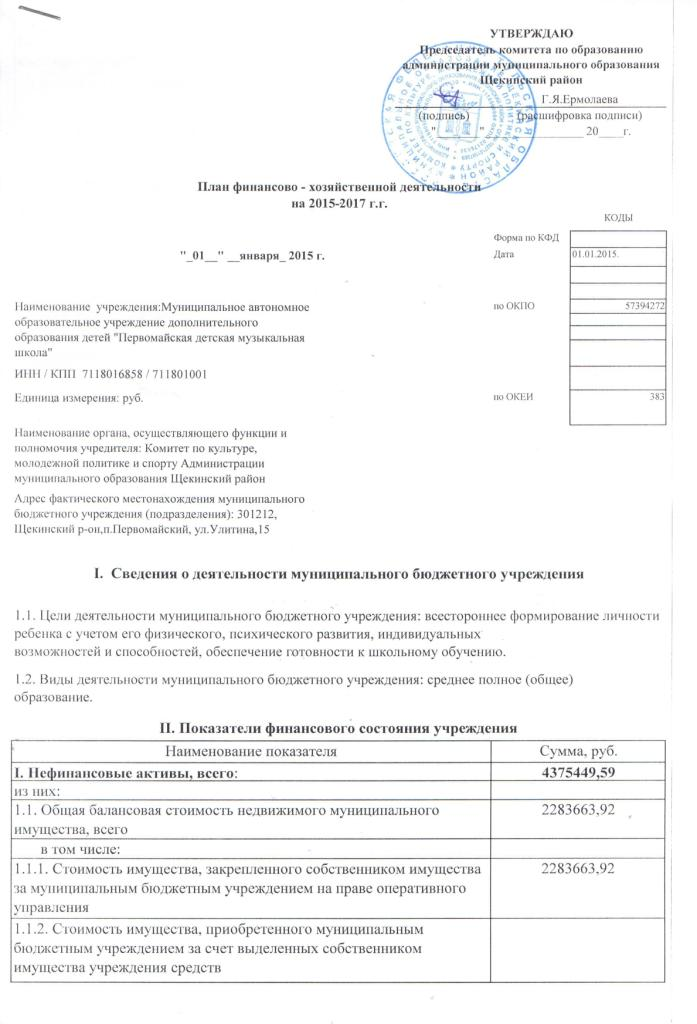 УТВЕРЖДАЮ
Председатель комитета по образованию
администрации муниципального образования
Щекинский район
Г.Я.Ермолаева
(подпись) (расшифровка подписи)
"____" ______________ 20____г.
План финансово - хозяйственной деятельности
на 2015-2017 г.г.
КОДЫ
Форма по КФД
"_01__" __января_ 2015 г. Дата 01.01.2015.
Наименование учреждения:Муниципальное автономное по ОКПО 57394272
образовательное учреждение дополнительного
образования детей "Первомайская детская музыкальная
школа"
ИНН / КПП 7118016858 / 711801001
Единица измерения: руб. по ОКЕИ 383
Наименование органа, осуществляющего функции и
полномочия учредителя: Комитет по культуре,
молодежной политике и спорту Администрации
муниципального образования Щекинский район
Адрес фактического местонахождения муниципального
бюджетного учреждения (подразделения): 301212,
Щекинский р-он,п.Первомайский, ул.Улитина,15
I. Сведения о деятельности муниципального бюджетного учреждения
1.1. Цели деятельности муниципального бюджетного учреждения: всестороннее формирование личности
ребенка с учетом его физического, психического развития, индивидуальных
возможностей и способностей, обеспечение готовности к школьному обучению.
1.2. Виды деятельности муниципального бюджетного учреждения: среднее полное (общее)
образование.
II. Показатели финансового состояния учреждения
Наименование показателя Сумма, руб.
I. Нефинансовые активы, всего: 4375449,59
из них:
1.1. Общая балансовая стоимость недвижимого муниципального 2283663,92
имущества, всего
в том числе:
1.1.1. Стоимость имущества, закрепленного собственником имущества 2283663,92
за муниципальным бюджетным учреждением на праве оперативного
управления
1.1.2. Стоимость имущества, приобретенного муниципальным
бюджетным учреждением за счет выделенных собственником
имущества учреждения средств